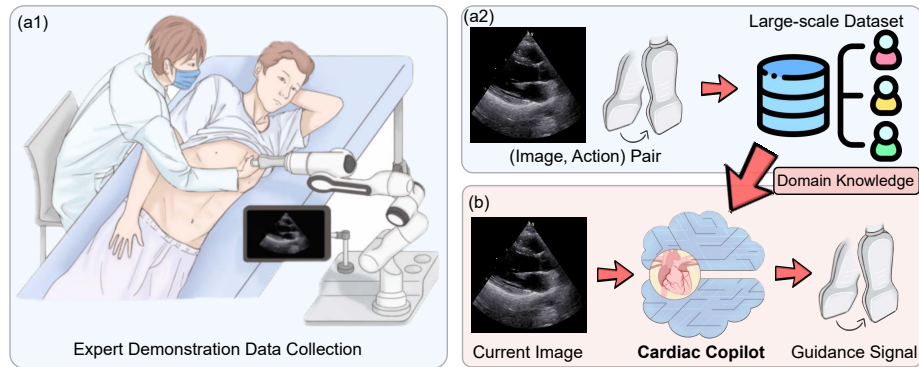 (a1)
Expert Demonstration Data Collection
(a2)
Large-scale Dataset
(Image, Action) Pair
Domain Knowledge
(b)
Current Image
Cardiac Copilot
Guidance Signal